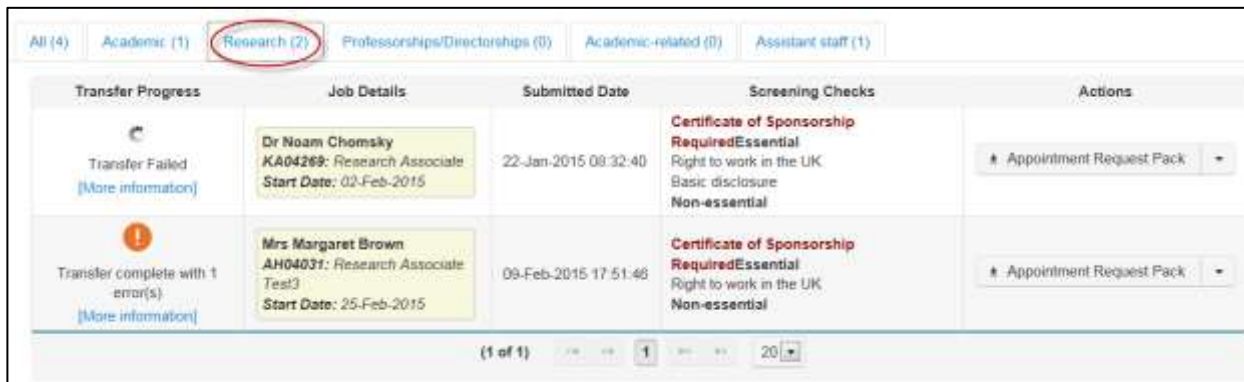 All (4) Academic (1) Research (2) Professorships/Directorships (0) Academic-related (0) Assistant staff (1)
Transfer Progress Job Details Submitted Date Screening Checks Actions
Transfer Failed
[More information]
Dr Noam Chomsky
KA04269: Research Associate
Start Date: 02-Feb-2015
22-Jan-2015 08:32:40
Certificate of Sponsorship
RequiredEssential
Right to work in the UK
Basic disclosure
Non-essential
Appointment Request Pack
Transfer complete with 1
error(s)
[More information]
Mrs Margaret Brown
AH04031: Research Associate
Test3
Start Date: 25-Feb-2015
09-Feb-2015 17:51:46
Certificate of Sponsorship
RequiredEssential
Right to work in the UK
Non-essential
Appointment Request Pack
(1 of 1) 1 20